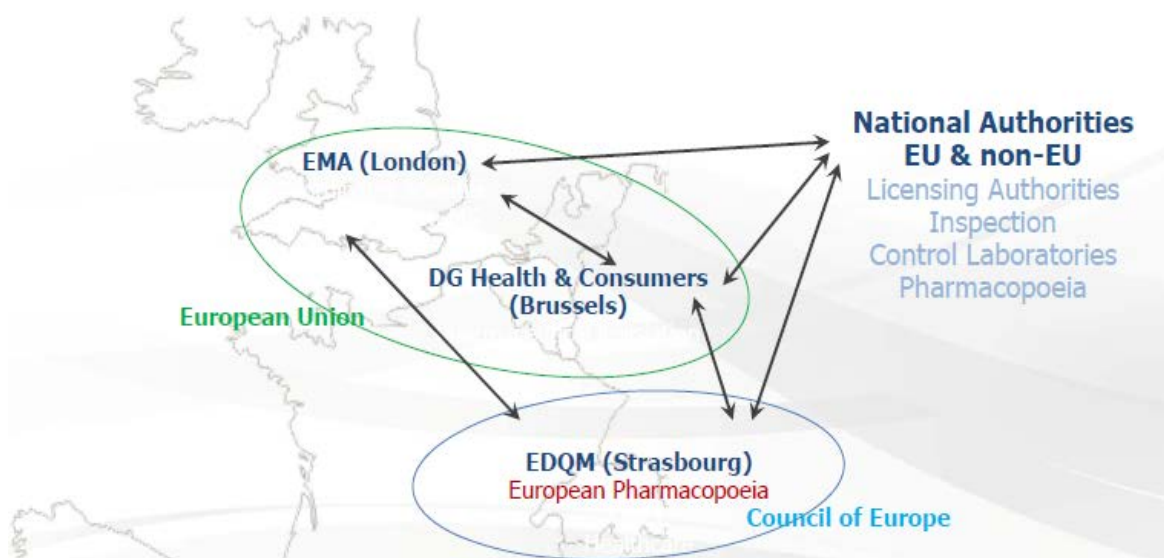 National Authorities
EU & non-EU
Licensing Authorities
Inspection
Control Laboratories
Pharmacopoeia
EMA (London)
DG Health & Consumers
(Brussels)
European Union
EDQM (Strasbourg)
European Pharmacopoeia
Council of Europe
Healthcare